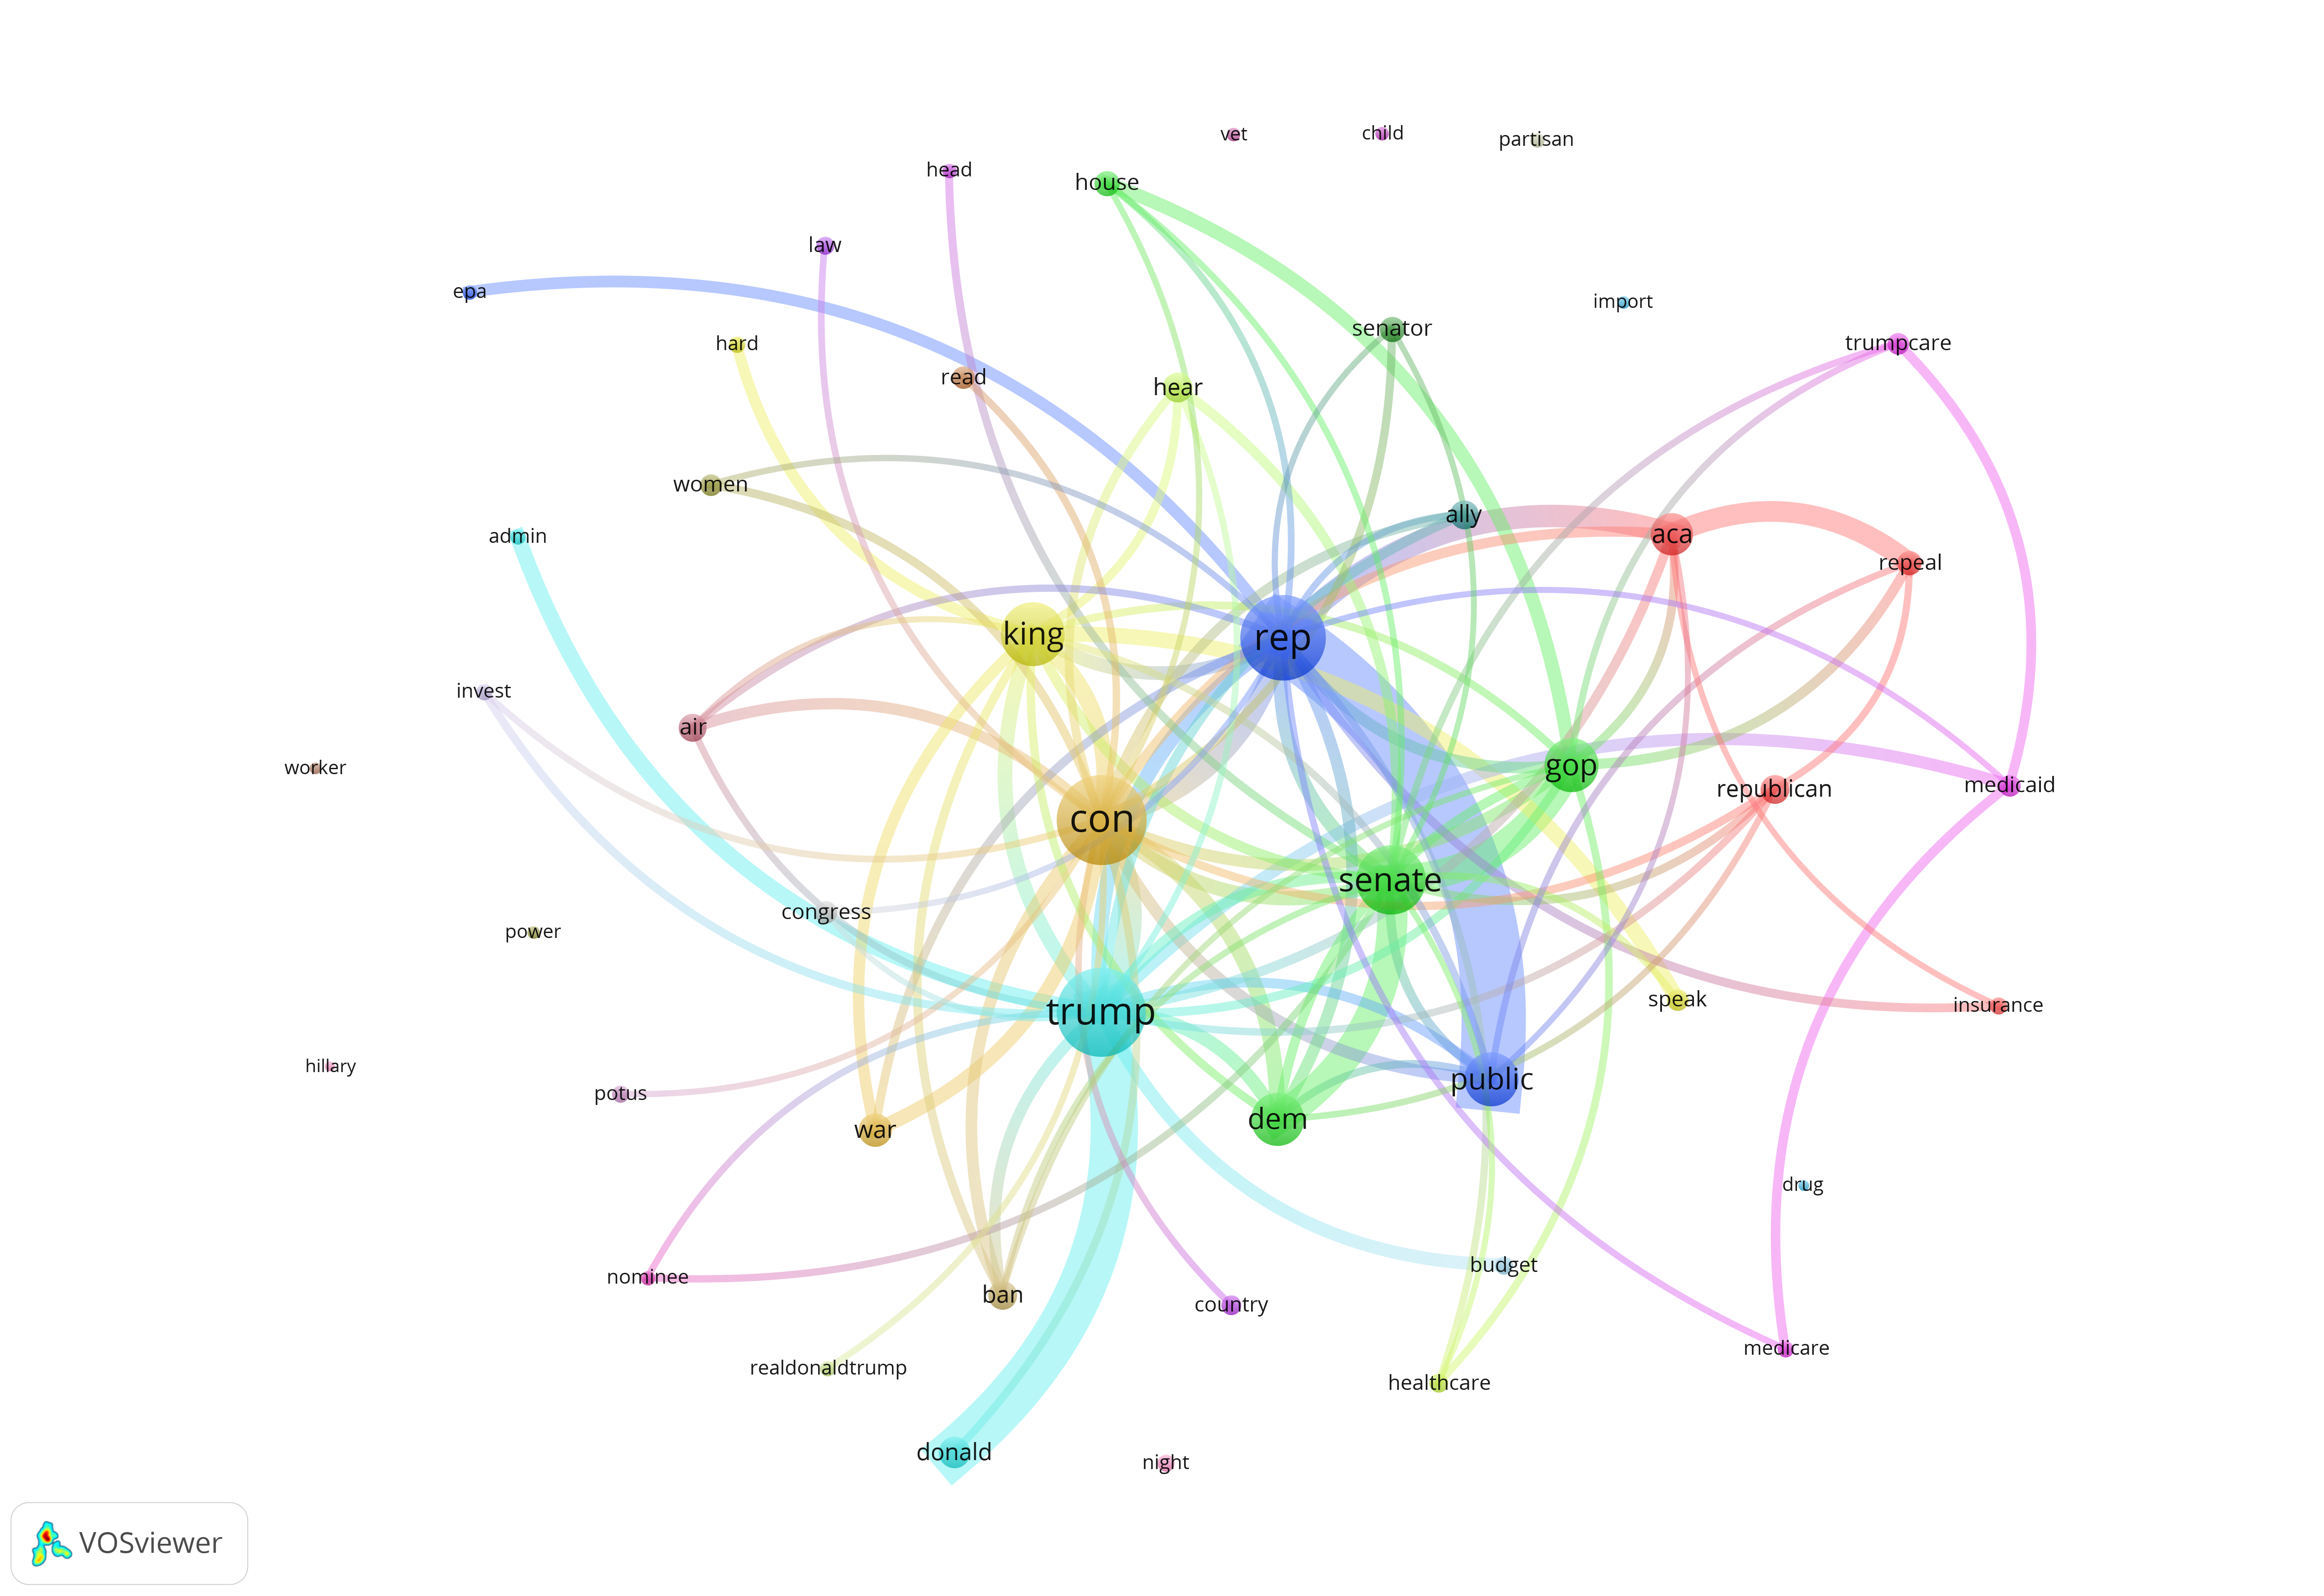 vet
child
partisan
head
house
law
epa
import
senator
trumpcare
hard
read
hear
women
ally
aca
admin
repeal
king
rep
invest
air
worker
gop
republican
medicaid
con
senate
congress
power
speak
insurance
trump
hillary
potus
public
war
dem
drug
nominee
budget
ban
country
realdonaldtrump
medicare
healthcare
donald
night
VOSviewer